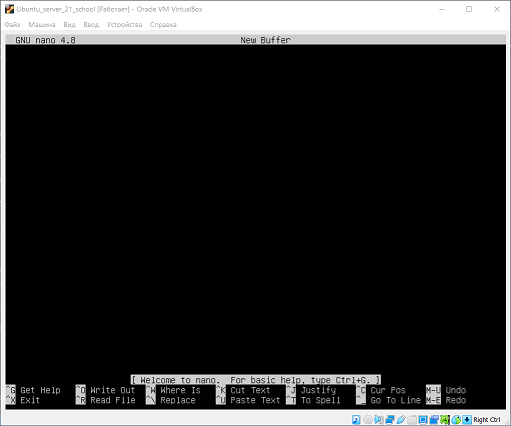 Ubuntu_server_21_school [Работает] - Oracle VM VirtualBox
Файл Машина Вид Ввод Устройства Справка
GNU nano 4.8 New Buffer
[ Welcome to nano. For basic help, type Ctrl+G. ]
^G Get Help ^O Write Out ^W Where Is ^K Cut Text ^J Justify ^C Cur Pos M-U Undo
^X Exit ^R Read File ^\ Replace ^U Paste Text ^T To Spell ^_ Go To Line M-E Redo
Right Ctrl